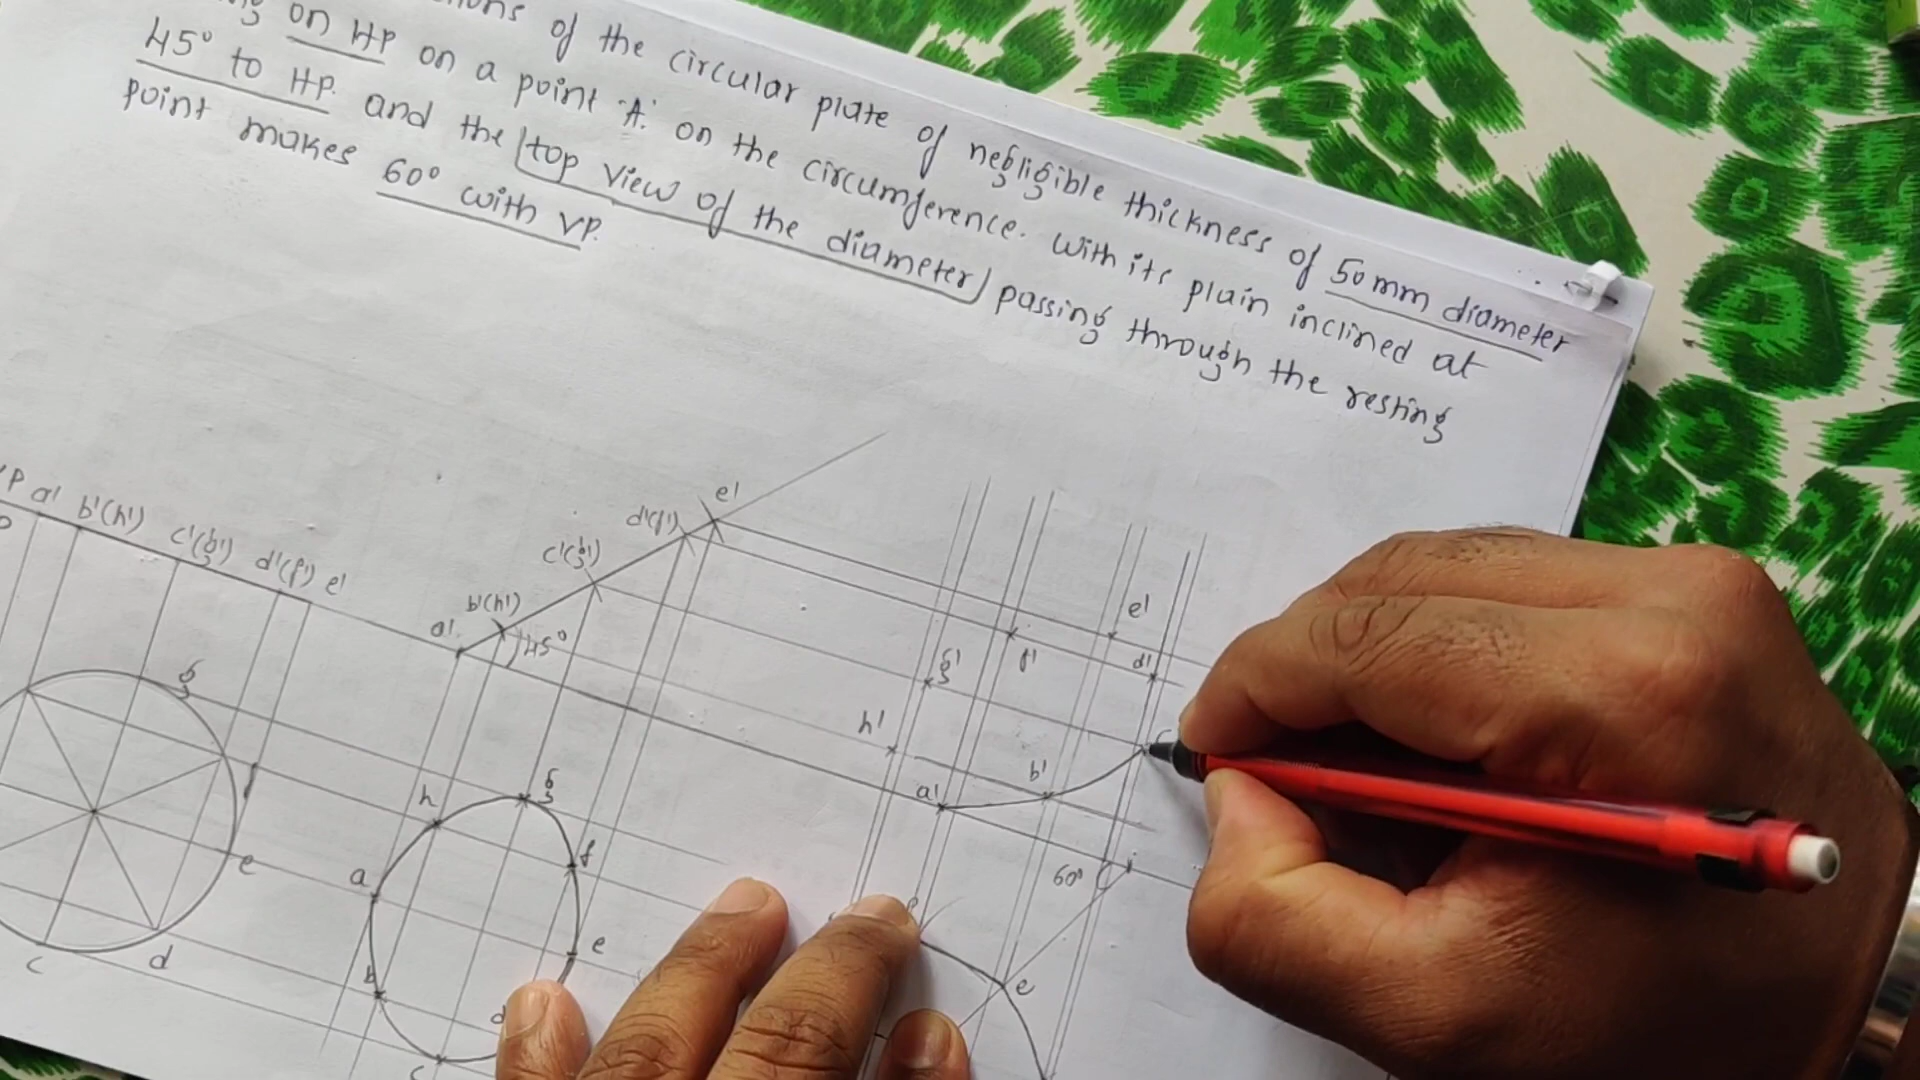 of the circular plate of negligible thickness of 50mm diameter
on HP on a point 'A'. on the circumference. with its plain inclined at
45° to HP. and the top view of the diameter passing through the resting
point makes 60° with VP.
a' b'(h') c'(g') d'(f') e'
a' b'(h') c'(g') d'(f') e'
45°
e'
g' f' d'
h'
b'
a'
60°
g
f
e
d
c
h g
f
a
e
b
d
c
e